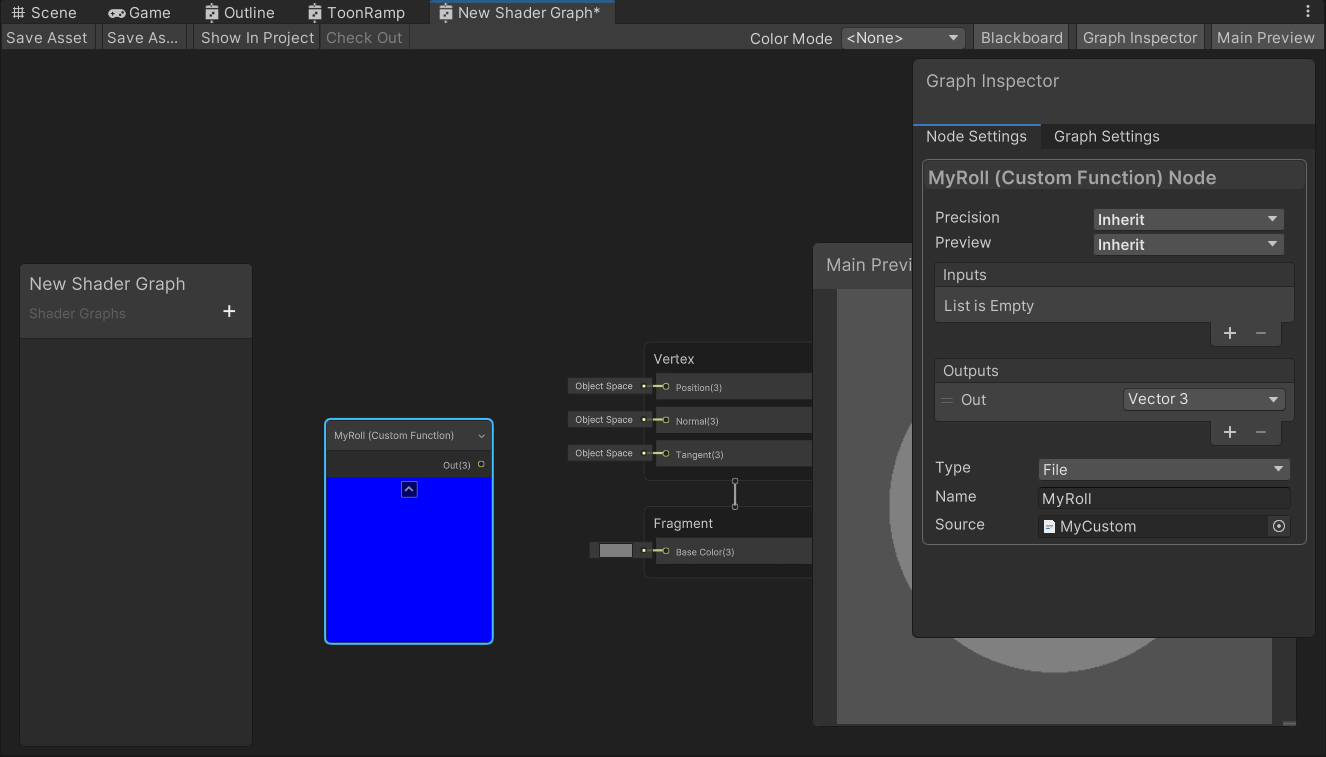 Scene Game Outline ToonRamp New Shader Graph*
Save Asset Save As... Show In Project Check Out Color Mode <None> Blackboard Graph Inspector Main Preview
Graph Inspector
Node Settings Graph Settings
MyRoll (Custom Function) Node
Precision Inherit
Preview Inherit
Inputs
List is Empty
+ −
Outputs
Out Vector 3
+ −
Type File
Name MyRoll
Source MyCustom
Main Previ
New Shader Graph
Shader Graphs +
Vertex
Object Space Position(3)
Object Space Normal(3)
Object Space Tangent(3)
Fragment
Base Color(3)
MyRoll (Custom Function)
Out(3)